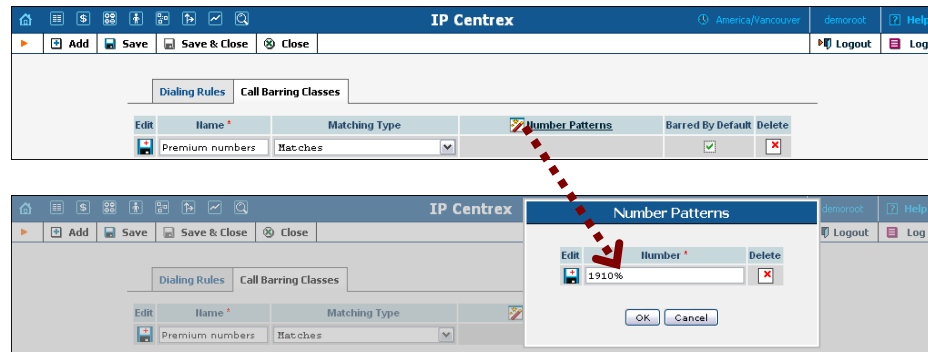 IP Centrex America/Vancouver demoroot Help
Add Save Save & Close Close Logout Log
Dialing Rules Call Barring Classes
Edit Name * Matching Type Number Patterns Barred By Default Delete
Premium numbers Matches
IP Centrex demoroot Help
Add Save Save & Close Close Logout Log
Number Patterns
Edit Number * Delete
1910%
Dialing Rules Call Barring Classes
Edit Name * Matching Type
OK Cancel
Premium numbers Matches